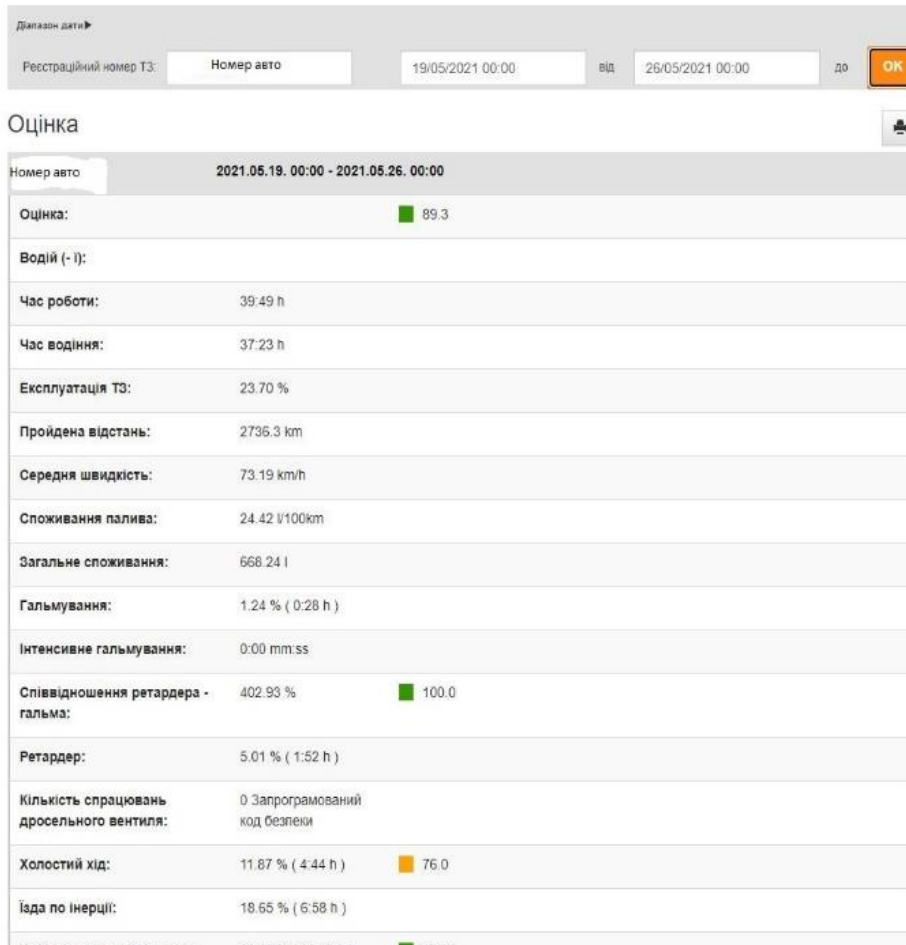 Діапазон дати▶
Реєстраційний номер ТЗ: Номер авто 19/05/2021 00:00 від 26/05/2021 00:00 до OK
Оцінка
Номер авто 2021.05.19. 00:00 - 2021.05.26. 00:00
Оцінка: 89.3
Водій (- і):
Час роботи: 39:49 h
Час водіння: 37:23 h
Експлуатація ТЗ: 23.70 %
Пройдена відстань: 2736.3 km
Середня швидкість: 73.19 km/h
Споживання палива: 24.42 l/100km
Загальне споживання: 668.24 l
Гальмування: 1.24 % ( 0:28 h )
Інтенсивне гальмування: 0:00 mm:ss
Співвідношення ретардера - 402.93 % 100.0
гальма:
Ретардер: 5.01 % ( 1:52 h )
Кількість спрацювань 0 Запрограмований
дросельного вентиля: код безпеки
Холостий хід: 11.87 % ( 4:44 h ) 76.0
Їзда по інерції: 18.65 % ( 6:58 h )